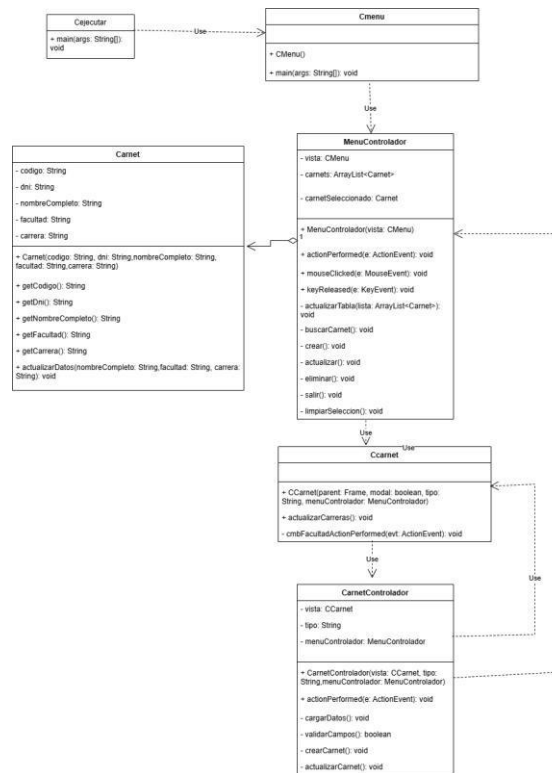 Cejecutar
+ main(args: String[]):
void
Use
Cmenu
+ CMenu()
+ main(args: String[]): void
Use
MenuControlador
- vista: CMenu
- carnets: ArrayList<Carnet>
- carnetSeleccionado: Carnet
+ MenuControlador(vista: CMenu)
1
+ actionPerformed(e: ActionEvent): void
+ mouseClicked(e: MouseEvent): void
+ keyReleased(e: KeyEvent): void
- actualizarTabla(lista: ArrayList<Carnet>):
void
- buscarCarnet(): void
- crear(): void
- actualizar(): void
- eliminar(): void
- salir(): void
- limpiarSeleccion(): void
Carnet
- codigo: String
- dni: String
- nombreCompleto: String
- facultad: String
- carrera: String
+ Carnet(codigo: String, dni: String,nombreCompleto: String,
facultad: String,carrera: String)
+ getCodigo(): String
+ getDni(): String
+ getNombreCompleto(): String
+ getFacultad(): String
+ getCarrera(): String
+ actualizarDatos(nombreCompleto: String,facultad: String, carrera:
String): void
Use
Use
Ccarnet
+ CCarnet(parent: Frame, modal: boolean, tipo:
String, menuControlador: MenuControlador)
+ actualizarCarreras(): void
- cmbFacultadActionPerformed(evt: ActionEvent): void
Use
Use
CarnetControlador
- vista: CCarnet
- tipo: String
- menuControlador: MenuControlador
+ CarnetControlador(vista: CCarnet, tipo:
String,menuControlador: MenuControlador)
+ actionPerformed(e: ActionEvent): void
- cargarDatos(): void
- validarCampos(): boolean
- crearCarnet(): void
- actualizarCarnet(): void